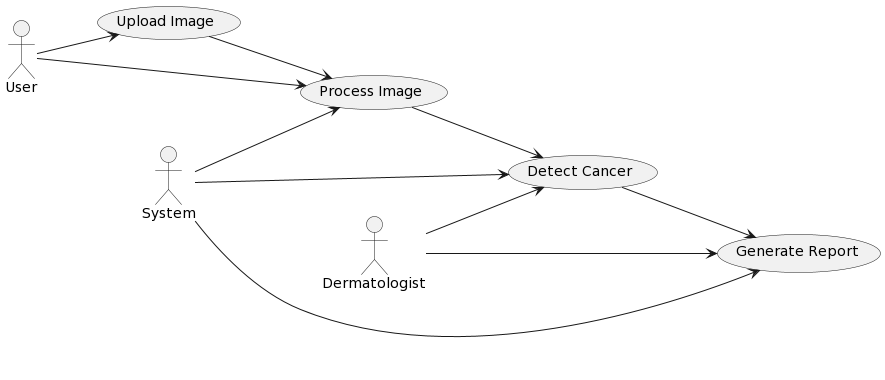 Upload Image
User
Process Image
Detect Cancer
System
Generate Report
Dermatologist